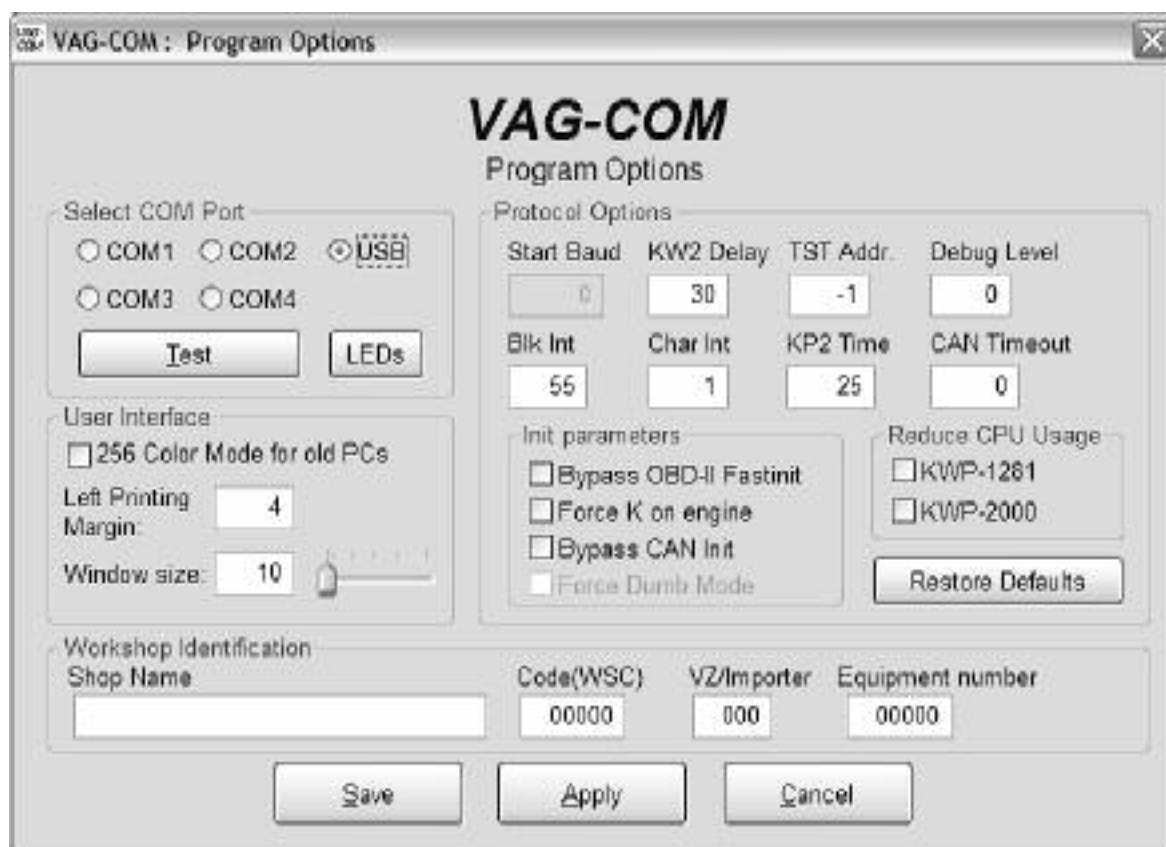 VAG-COM : Program Options
VAG-COM
Program Options
Select COM Port
COM1 COM2 USB
COM3 COM4
Test LEDs
User Interface
256 Color Mode for old PCs
Left Printing
Margin: 4
Window size: 10
Protocol Options
Start Baud KW2 Delay TST Addr. Debug Level
0 30 -1 0
Blk Int Char Int KP2 Time CAN Timeout
55 1 25 0
Init parameters
Bypass OBD-II Fastinit
Force K on engine
Bypass CAN Init
Force Dumb Mode
Reduce CPU Usage
KWP-1281
KWP-2000
Restore Defaults
Workshop Identification
Shop Name Code(WSC) VZ/Importer Equipment number
00000 000 00000
Save Apply Cancel